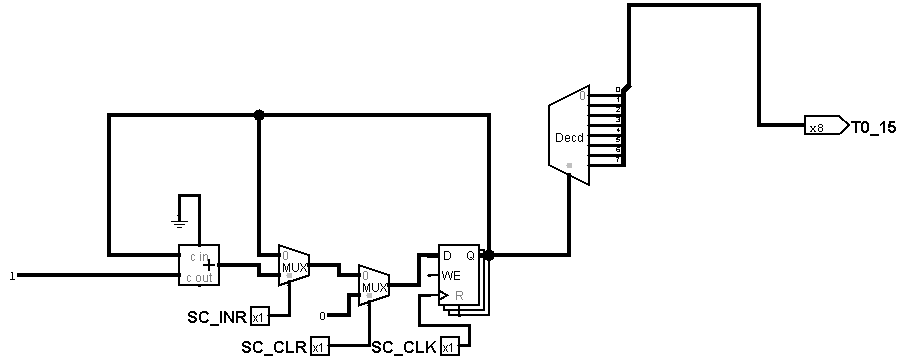 0
0
1
2
3
4
5
6
7
Decd
x8 T0_15
c in
+
c out
1
0
MUX
0
MUX
D Q
WE
R
0
SC_INR x1
SC_CLR x1
SC_CLK x1